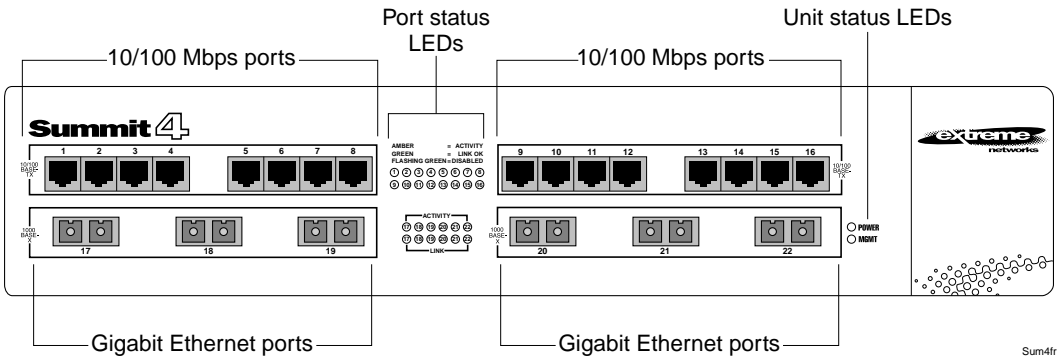 Port status
LEDs
Unit status LEDs
10/100 Mbps ports
10/100 Mbps ports
Summit 4
extreme
networks
AMBER = ACTIVITY
GREEN = LINK OK
FLASHING GREEN = DISABLED
1 2 3 4 5 6 7 8
10/100
BASE-
TX
1 2 3 4 5 6 7 8
9 10 11 12 13 14 15 16
9 10 11 12 13 14 15 16
10/100
BASE-
TX
1000
BASE-
X
17 18 19
ACTIVITY
17 18 19 20 21 22
17 18 19 20 21 22
LINK
1000
BASE-
X
20 21 22
POWER
MGMT
Gigabit Ethernet ports
Gigabit Ethernet ports
Sum4fr